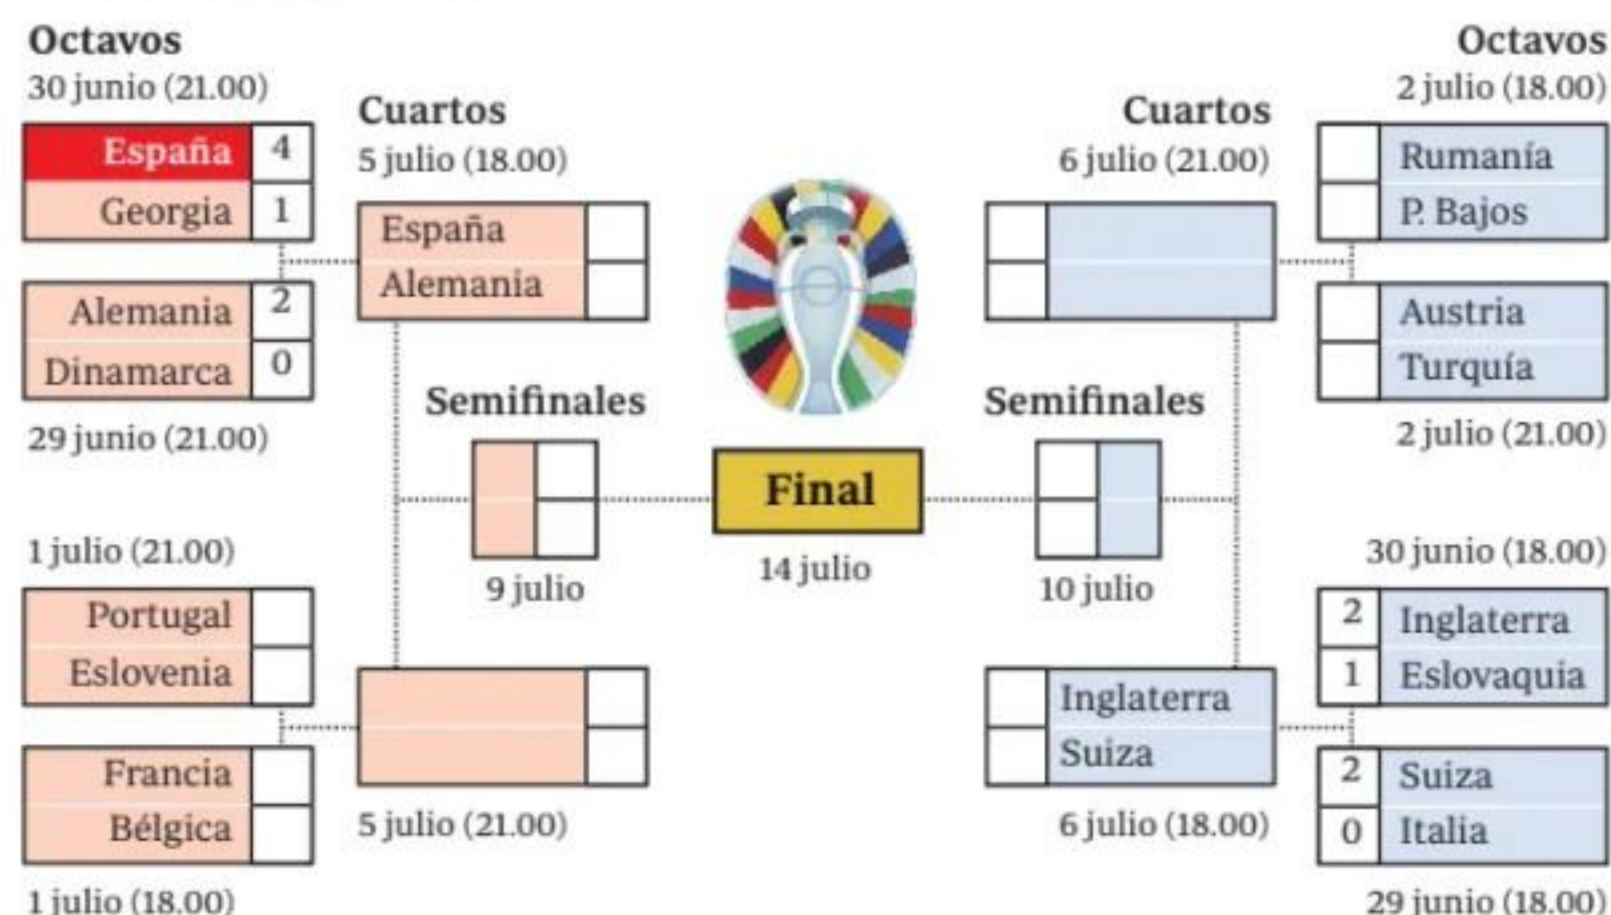 Octavos
30 junio (21.00)
España 4
Georgia 1
Alemania 2
Dinamarca 0
29 junio (21.00)
1 julio (21.00)
Portugal
Eslovenia
Francia
Bélgica
1 julio (18.00)
Cuartos
5 julio (18.00)
España
Alemania
Semifinales
9 julio
5 julio (21.00)
Final
14 julio
Cuartos
6 julio (21.00)
Semifinales
10 julio
Inglaterra
Suiza
6 julio (18.00)
Octavos
2 julio (18.00)
Rumanía
P. Bajos
Austria
Turquía
2 julio (21.00)
30 junio (18.00)
2 Inglaterra
1 Eslovaquia
2 Suiza
0 Italia
29 junio (18.00)